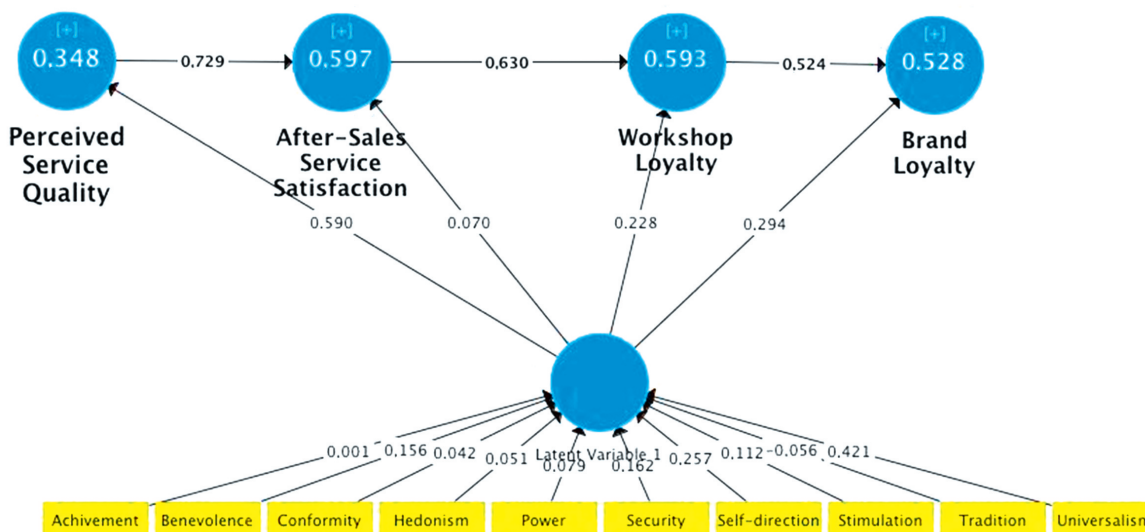 [+] [+] [+] [+]
0.348 0.729 0.597 0.630 0.593 0.524 0.528
Perceived
Service
Quality
After-Sales
Service
Satisfaction
Workshop
Loyalty
Brand
Loyalty
0.590 0.070 0.228 0.294
Latent Variable 1
0.001 0.156 0.042 0.051 0.079 0.162 0.257 0.112 -0.056 0.421
Achivement Benevolence Conformity Hedonism Power Security Self-direction Stimulation Tradition Universalism